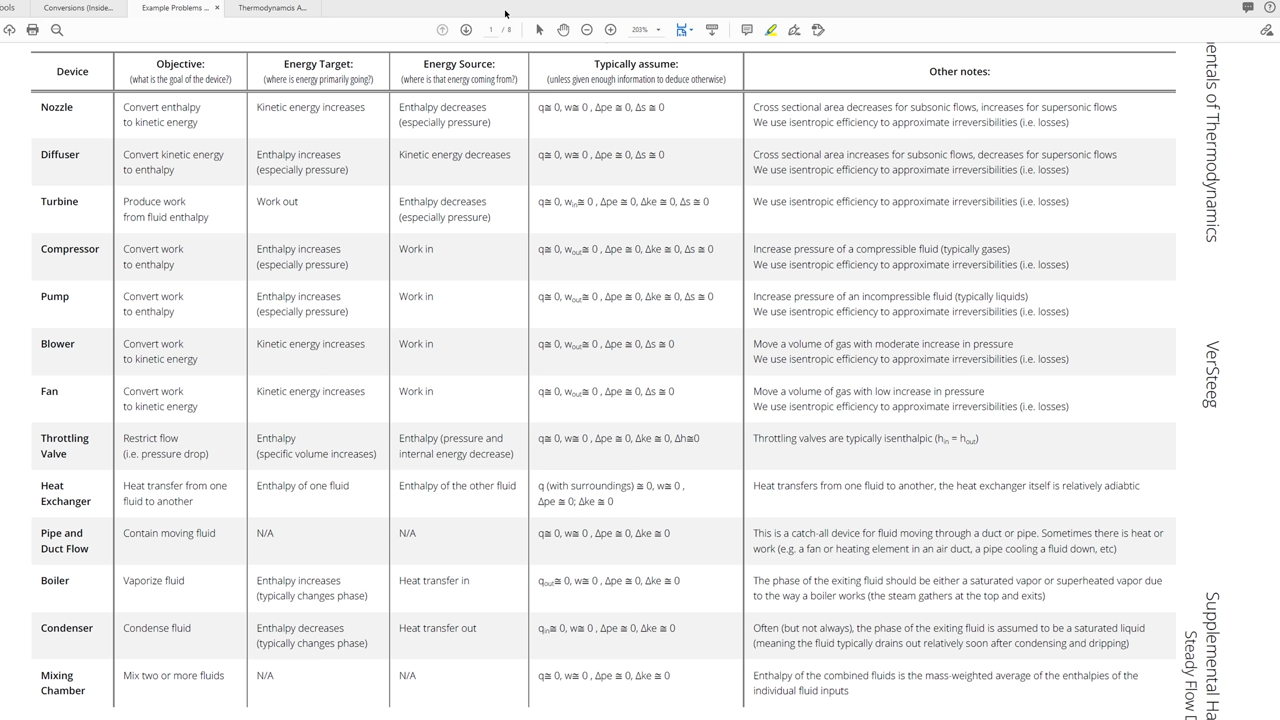 ools Conversions (Inside... Example Problems ... × Thermodynamcis A...
1 / 8 203%
Device Objective: Energy Target: Energy Source: Typically assume: Other notes:
(what is the goal of the device?) (where is energy primarily going?) (where is that energy coming from?) (unless given enough information to deduce otherwise)
Nozzle Convert enthalpy Kinetic energy increases Enthalpy decreases q≅ 0, w≅ 0 , Δpe ≅ 0, Δs ≅ 0 Cross sectional area decreases for subsonic flows, increases for supersonic flows
to kinetic energy (especially pressure) We use isentropic efficiency to approximate irreversibilities (i.e. losses)
Diffuser Convert kinetic energy Enthalpy increases Kinetic energy decreases q≅ 0, w≅ 0 , Δpe ≅ 0, Δs ≅ 0 Cross sectional area increases for subsonic flows, decreases for supersonic flows
to enthalpy (especially pressure) We use isentropic efficiency to approximate irreversibilities (i.e. losses)
Turbine Produce work Work out Enthalpy decreases q≅ 0, win≅ 0 , Δpe ≅ 0, Δke ≅ 0, Δs ≅ 0 We use isentropic efficiency to approximate irreversibilities (i.e. losses)
from fluid enthalpy (especially pressure)
Compressor Convert work Enthalpy increases Work in q≅ 0, wout≅ 0 , Δpe ≅ 0, Δke ≅ 0, Δs ≅ 0 Increase pressure of a compressible fluid (typically gases)
to enthalpy (especially pressure) We use isentropic efficiency to approximate irreversibilities (i.e. losses)
Pump Convert work Enthalpy increases Work in q≅ 0, wout≅ 0 , Δpe ≅ 0, Δke ≅ 0, Δs ≅ 0 Increase pressure of an incompressible fluid (typically liquids)
to enthalpy (especially pressure) We use isentropic efficiency to approximate irreversibilities (i.e. losses)
Blower Convert work Kinetic energy increases Work in q≅ 0, wout≅ 0 , Δpe ≅ 0, Δs ≅ 0 Move a volume of gas with moderate increase in pressure
to kinetic energy We use isentropic efficiency to approximate irreversibilities (i.e. losses)
Fan Convert work Kinetic energy increases Work in q≅ 0, wout≅ 0 , Δpe ≅ 0, Δs ≅ 0 Move a volume of gas with low increase in pressure
to kinetic energy We use isentropic efficiency to approximate irreversibilities (i.e. losses)
Throttling Restrict flow Enthalpy Enthalpy (pressure and q≅ 0, w≅ 0 , Δpe ≅ 0, Δke ≅ 0, Δh≅0 Throttling valves are typically isenthalpic (hin = hout)
Valve (i.e. pressure drop) (specific volume increases) internal energy decrease)
Heat Heat transfer from one Enthalpy of one fluid Enthalpy of the other fluid q (with surroundings) ≅ 0, w≅ 0 , Heat transfers from one fluid to another, the heat exchanger itself is relatively adiabtic
Exchanger fluid to another Δpe ≅ 0; Δke ≅ 0
Pipe and Contain moving fluid N/A N/A q≅ 0, w≅ 0 , Δpe ≅ 0, Δke ≅ 0 This is a catch-all device for fluid moving through a duct or pipe. Sometimes there is heat or
Duct Flow work (e.g. a fan or heating element in an air duct, a pipe cooling a fluid down, etc)
Boiler Vaporize fluid Enthalpy increases Heat transfer in qout≅ 0, w≅ 0 , Δpe ≅ 0, Δke ≅ 0 The phase of the exiting fluid should be either a saturated vapor or superheated vapor due
(typically changes phase) to the way a boiler works (the steam gathers at the top and exits)
Condenser Condense fluid Enthalpy decreases Heat transfer out qin≅ 0, w≅ 0 , Δpe ≅ 0, Δke ≅ 0 Often (but not always), the phase of the exiting fluid is assumed to be a saturated liquid
(typically changes phase) (meaning the fluid typically drains out relatively soon after condensing and dripping)
Mixing Mix two or more fluids N/A N/A q≅ 0, w≅ 0 , Δpe ≅ 0, Δke ≅ 0 Enthalpy of the combined fluids is the mass-weighted average of the enthalpies of the
Chamber individual fluid inputs
entals of Thermodynamics
VerSteeg
Supplemental Ha
Steady Flow D